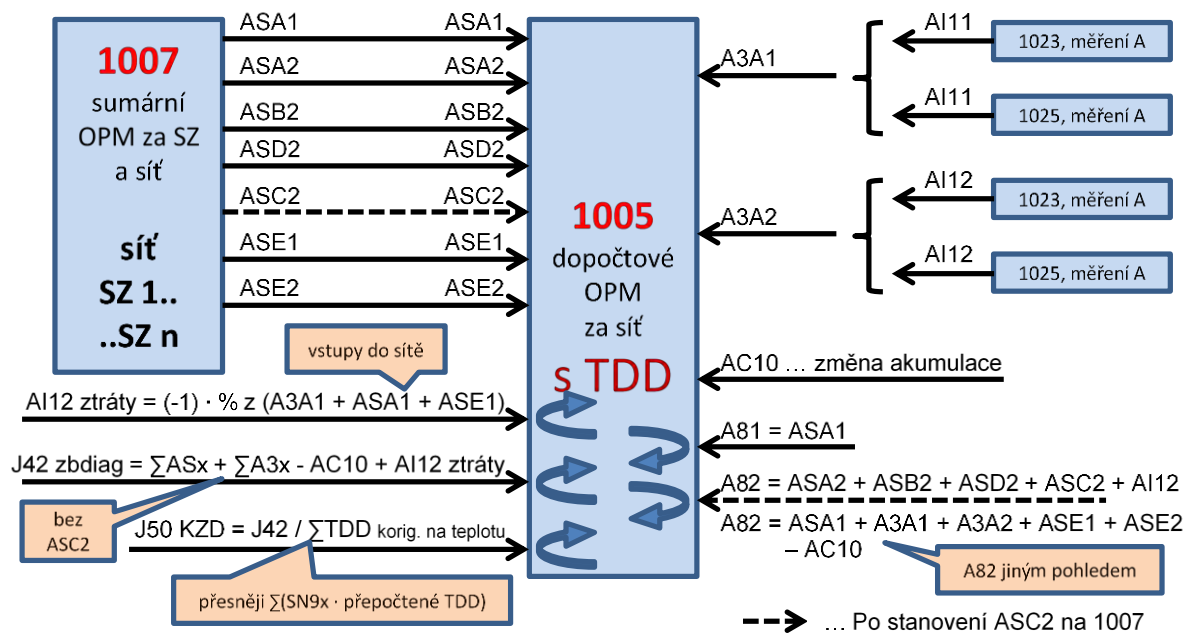 1007
sumární
OPM za SZ
a síť
síť
SZ 1..
..SZ n
ASA1 ASA1
ASA2 ASA2
ASB2 ASB2
ASD2 ASD2
ASC2 ASC2
ASE1 ASE1
ASE2 ASE2
1005
dopočtové
OPM
za síť
s TDD
A3A1
AI11
1023, měření A
AI11
1025, měření A
A3A2
AI12
1023, měření A
AI12
1025, měření A
vstupy do sítě
AI12 ztráty = (-1) · % z (A3A1 + ASA1 + ASE1)
J42 zbdiag = ∑ASx + ∑A3x - AC10 + AI12 ztráty
bez
ASC2
J50 KZD = J42 / ∑TDD korig. na teplotu
přesněji ∑(SN9x · přepočtené TDD)
AC10 ... změna akumulace
A81 = ASA1
A82 = ASA2 + ASB2 + ASD2 + ASC2 + AI12
A82 = ASA1 + A3A1 + A3A2 + ASE1 + ASE2
– AC10
A82 jiným pohledem
... Po stanovení ASC2 na 1007